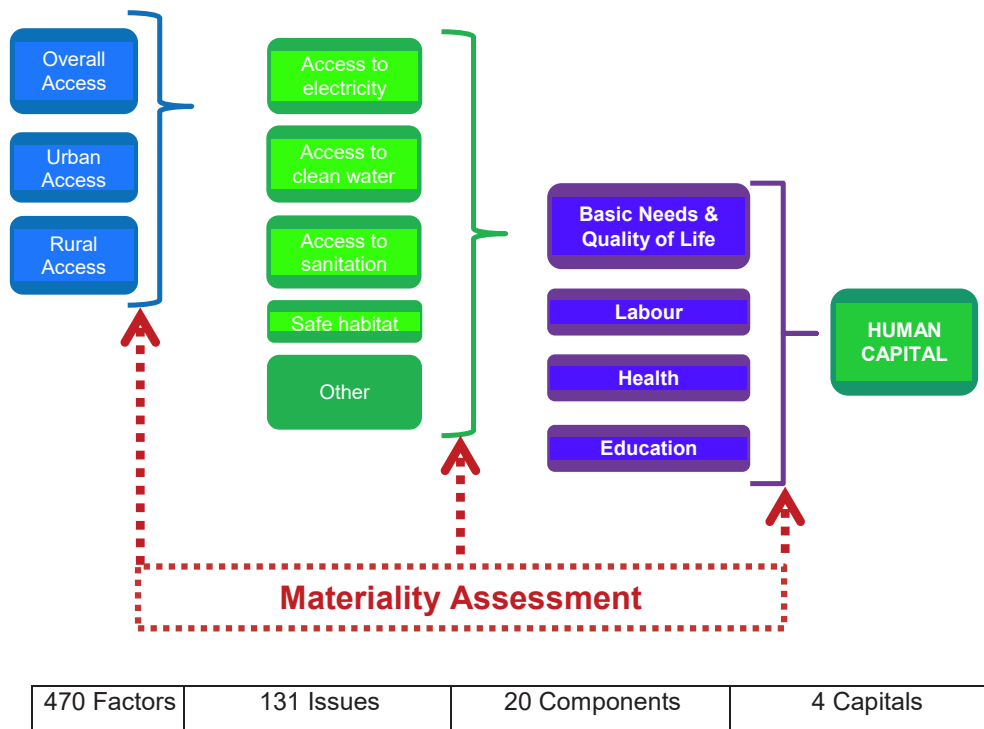 Overall
Access
Urban
Access
Rural
Access
Access to
electricity
Access to
clean water
Access to
sanitation
Safe habitat
Other
Basic Needs &
Quality of Life
Labour
Health
Education
HUMAN
CAPITAL
Materiality Assessment
470 Factors 131 Issues 20 Components 4 Capitals